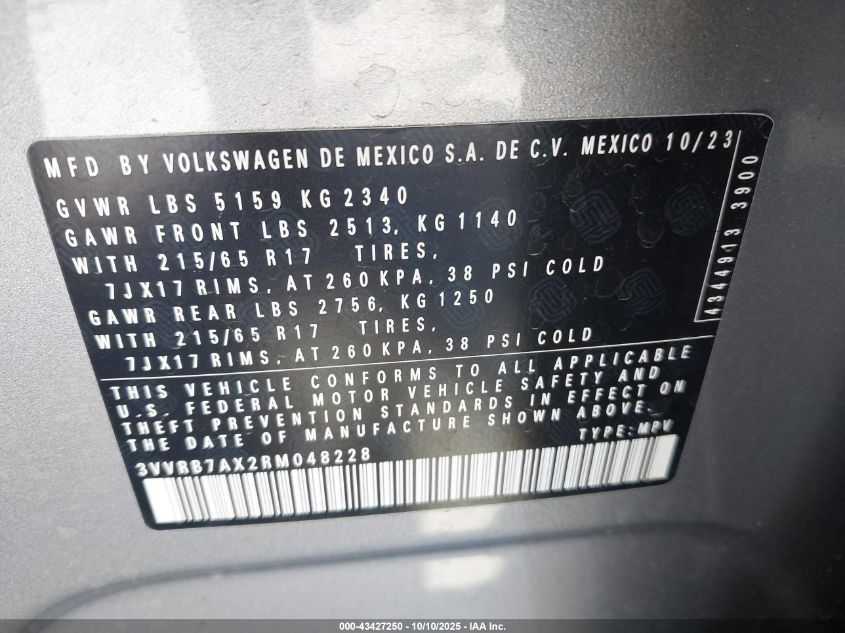 MFD BY VOLKSWAGEN DE MEXICO S.A. DE C.V. MEXICO 10/23
GVWR LBS 5159 KG 2340
GAWR FRONT LBS 2513, KG 1140
WITH 215/65 R17 TIRES,
7JX17 RIMS, AT 260 KPA, 38 PSI COLD
GAWR REAR LBS 2756, KG 1250
WITH 215/65 R17 TIRES,
7JX17 RIMS, AT 260 KPA, 38 PSI COLD
THIS VEHICLE CONFORMS TO ALL APPLICABLE
U.S. FEDERAL MOTOR VEHICLE SAFETY AND
THEFT PREVENTION STANDARDS IN EFFECT ON
THE DATE OF MANUFACTURE SHOWN ABOVE.
TYPE: MPV
3VVRB7AX2RM048228
4344913 3900
000-43427250 - 10/10/2025 - IAA Inc.